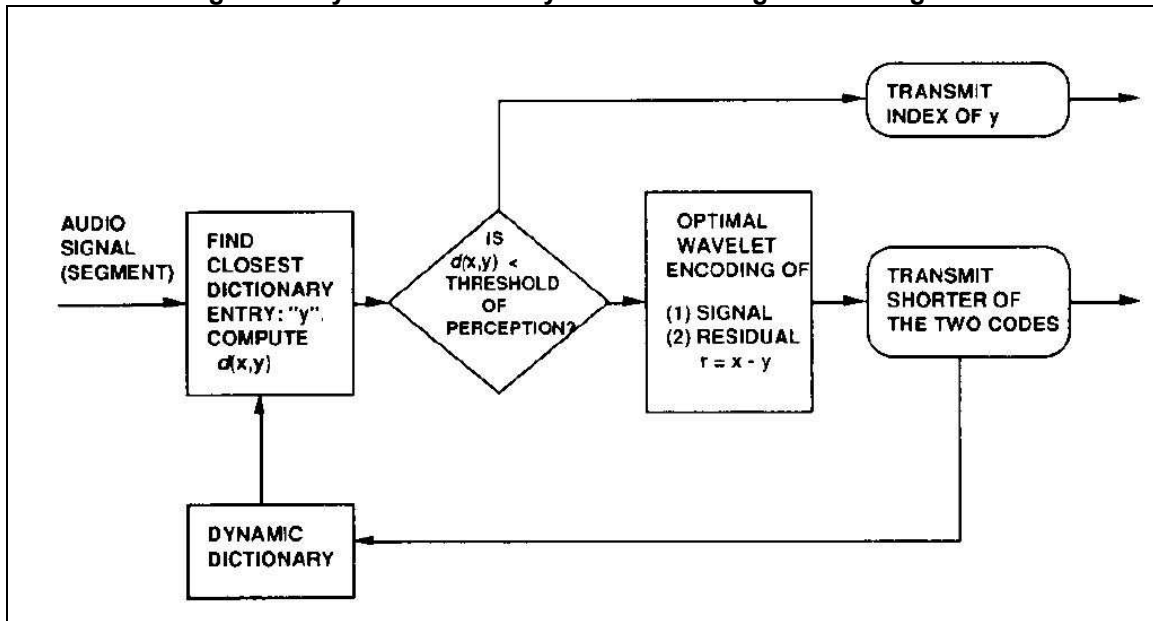 TRANSMIT
INDEX OF y
AUDIO
SIGNAL
(SEGMENT)
FIND
CLOSEST
DICTIONARY
ENTRY: "y".
COMPUTE
d(x,y)
IS
d(x,y) <
THRESHOLD
OF
PERCEPTION?
OPTIMAL
WAVELET
ENCODING OF
(1) SIGNAL
(2) RESIDUAL
r = x - y
TRANSMIT
SHORTER OF
THE TWO CODES
DYNAMIC
DICTIONARY